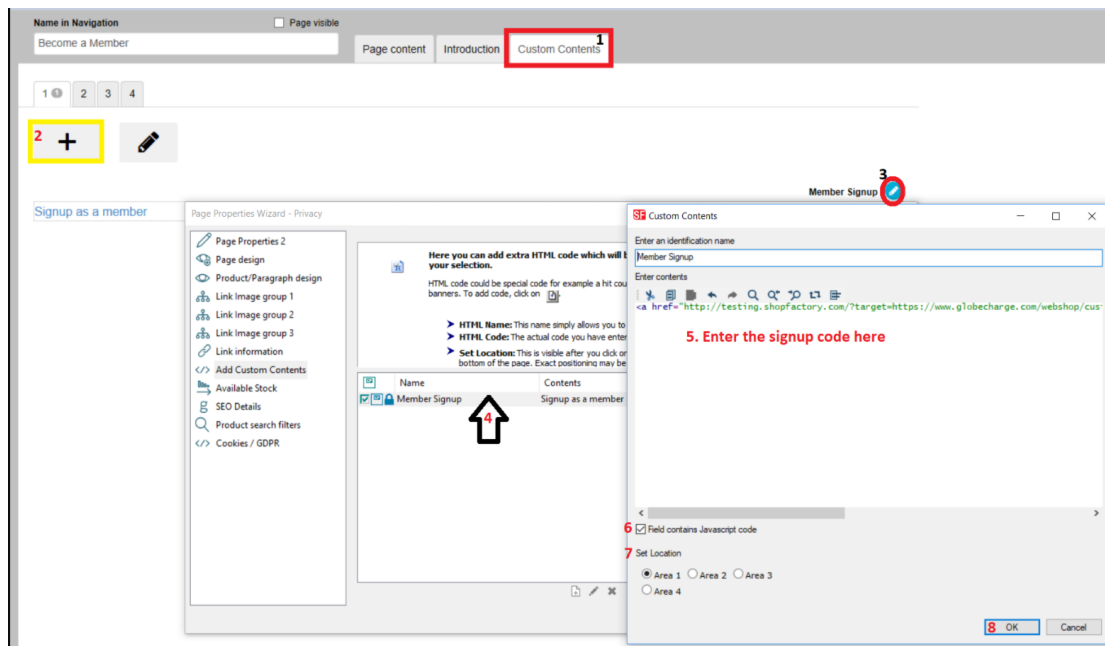 Name in Navigation
Page visible
Become a Member
Page content
Introduction
Custom Contents
1
1
2
3
4
2
+
3
Member Signup
Signup as a member
Page Properties Wizard - Privacy
Page Properties 2
Page design
Product/Paragraph design
Link Image group 1
Link Image group 2
Link Image group 3
Link information
Add Custom Contents
Available Stock
SEO Details
Product search filters
Cookies / GDPR
Here you can add extra HTML code which will b
your selection.
HTML code could be special code for example a hit cou
banners. To add code, click on
HTML Name: This name simply allows you to
HTML Code: The actual code you have enter
Set Location: This is visible after you click or
bottom of the page. Exact positioning may be
Name
Contents
Member Signup
Signup as a member
4
SF Custom Contents
Enter an identification name
Member Signup
Enter contents
<a href="http://testing.shopfactory.com/?target=https://www.globecharge.com/webshop/cus
5. Enter the signup code here
6 Field contains Javascript code
7 Set Location
Area 1
Area 2
Area 3
Area 4
8 OK
Cancel